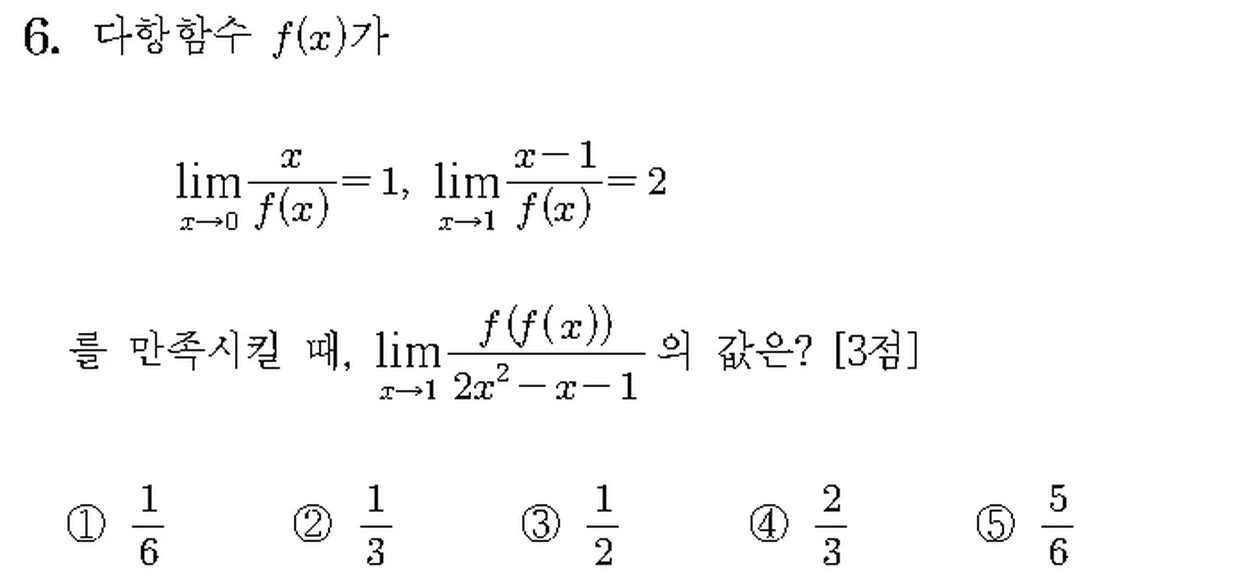 6. 다항함수 f(x)가
lim_{x→0} x/f(x) = 1, lim_{x→1} (x-1)/f(x) = 2
를 만족시킬 때, lim_{x→1} f(f(x))/(2x²-x-1) 의 값은? [3점]
① 1/6 ② 1/3 ③ 1/2 ④ 2/3 ⑤ 5/6